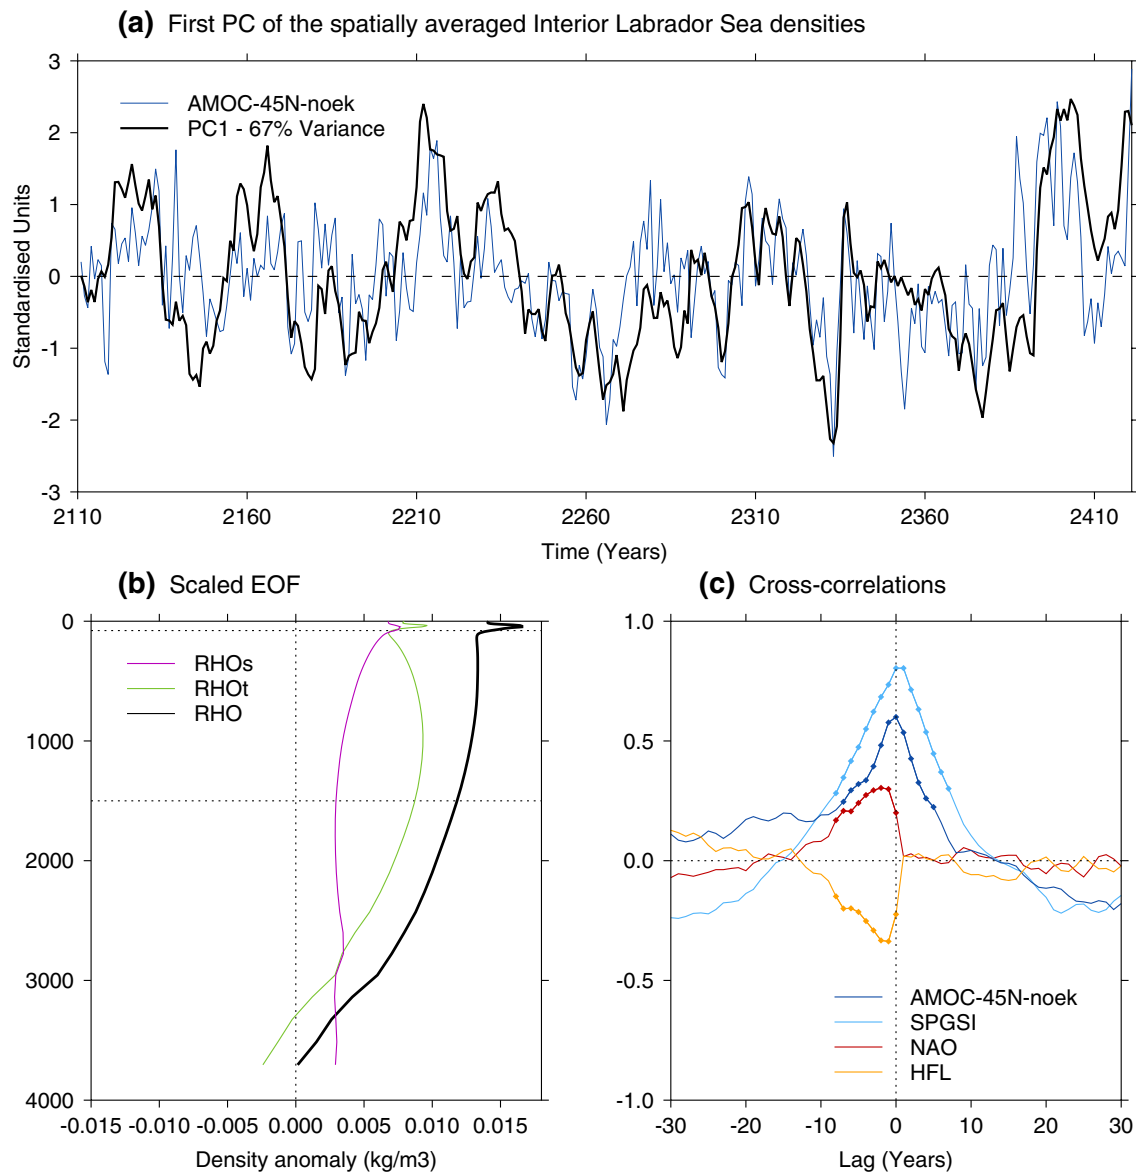 (a) First PC of the spatially averaged Interior Labrador Sea densities
3
2
1
0
-1
-2
-3
Standardised Units
AMOC-45N-noek
PC1 - 67% Variance
2110 2160 2210 2260 2310 2360 2410
Time (Years)
(b) Scaled EOF
0
1000
2000
3000
4000
RHOs
RHOt
RHO
-0.015 -0.010 -0.005 0.000 0.005 0.010 0.015
Density anomaly (kg/m3)
(c) Cross-correlations
1.0
0.5
0.0
-0.5
-1.0
AMOC-45N-noek
SPGSI
NAO
HFL
-30 -20 -10 0 10 20 30
Lag (Years)